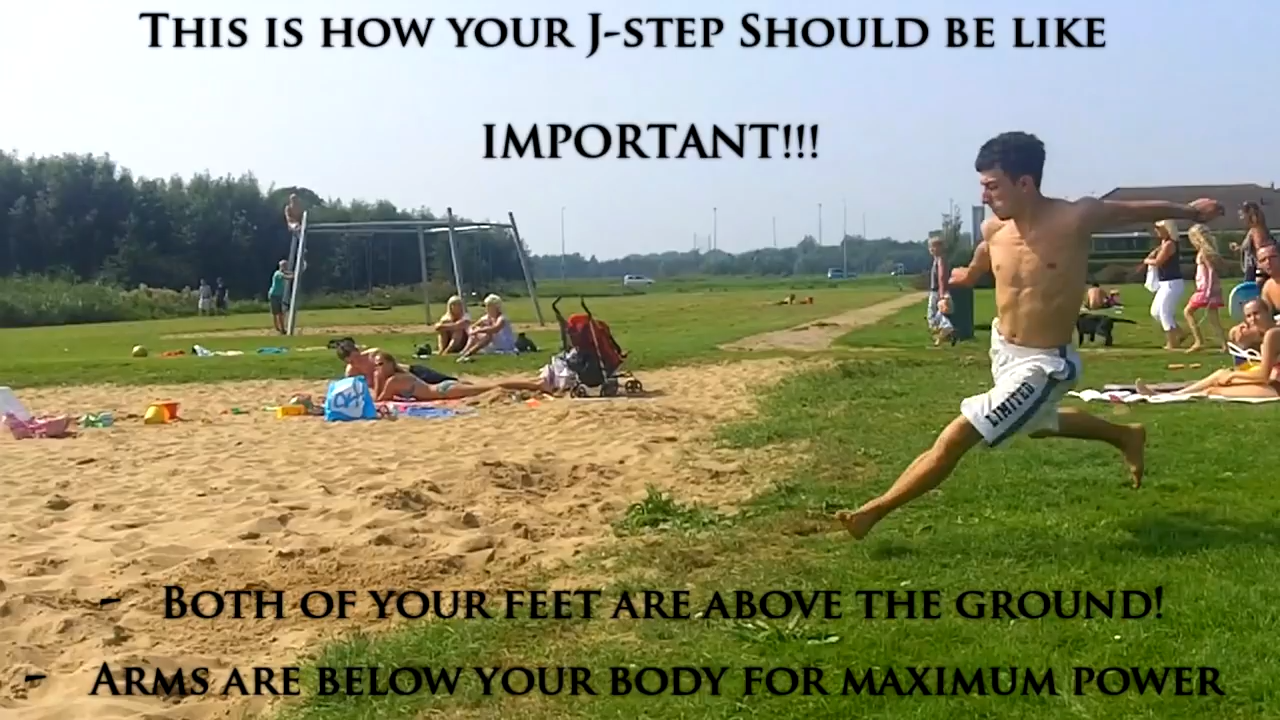 This is how your J-step Should be like
IMPORTANT!!!
LIMITED
- Both of your feet are above the ground!
- Arms are below your body for maximum power